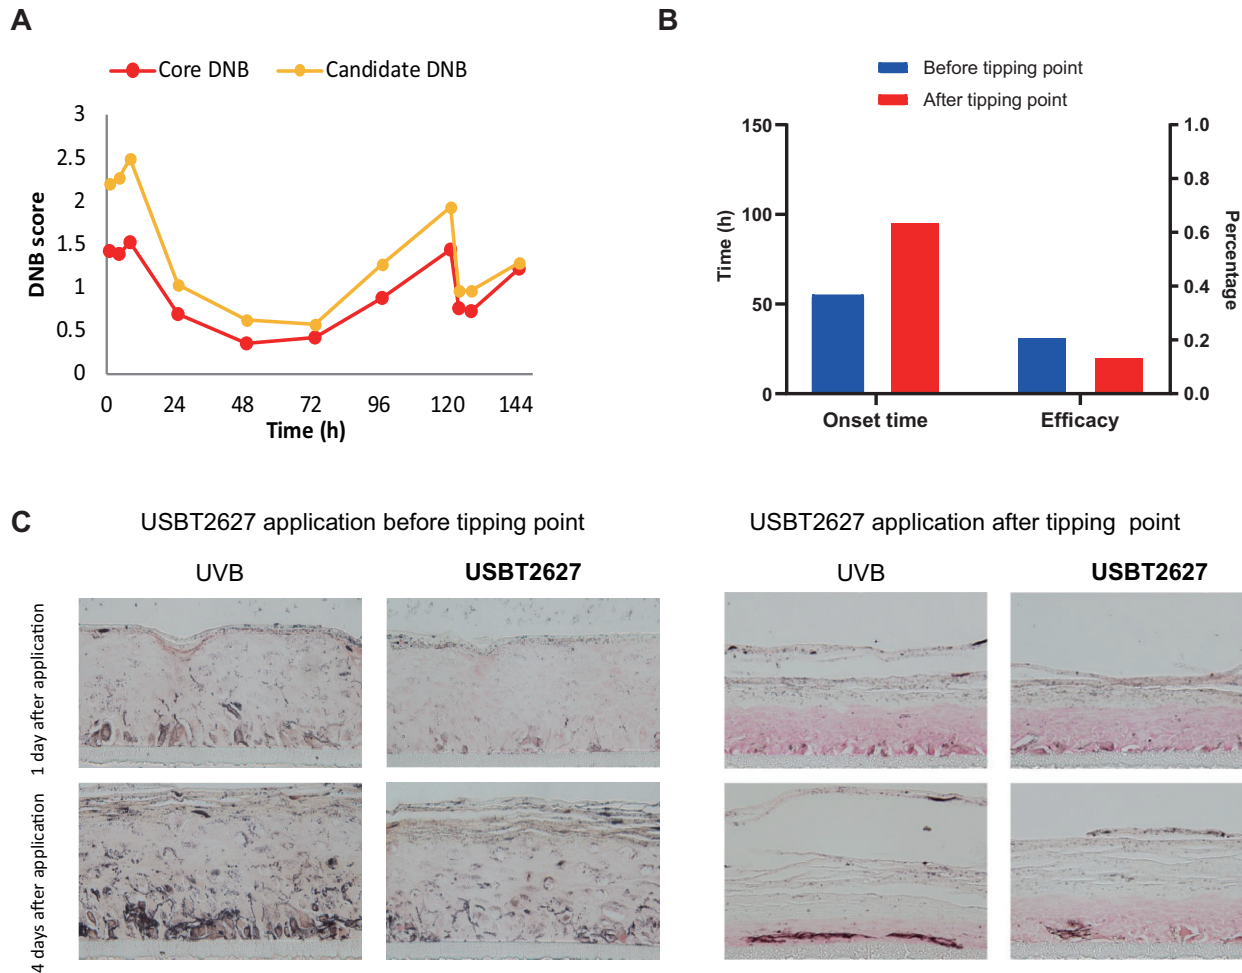 A
Core DNB
Candidate DNB
3
2.5
2
1.5
1
0.5
0
DNB score
0 24 48 72 96 120 144
Time (h)
B
Before tipping point
After tipping point
150
100
50
0
Time (h)
1.0
0.8
0.6
0.4
0.2
0.0
Percentage
Onset time
Efficacy
C
USBT2627 application before tipping point
USBT2627 application after tipping point
UVB
USBT2627
UVB
USBT2627
1 day after application
4 days after application